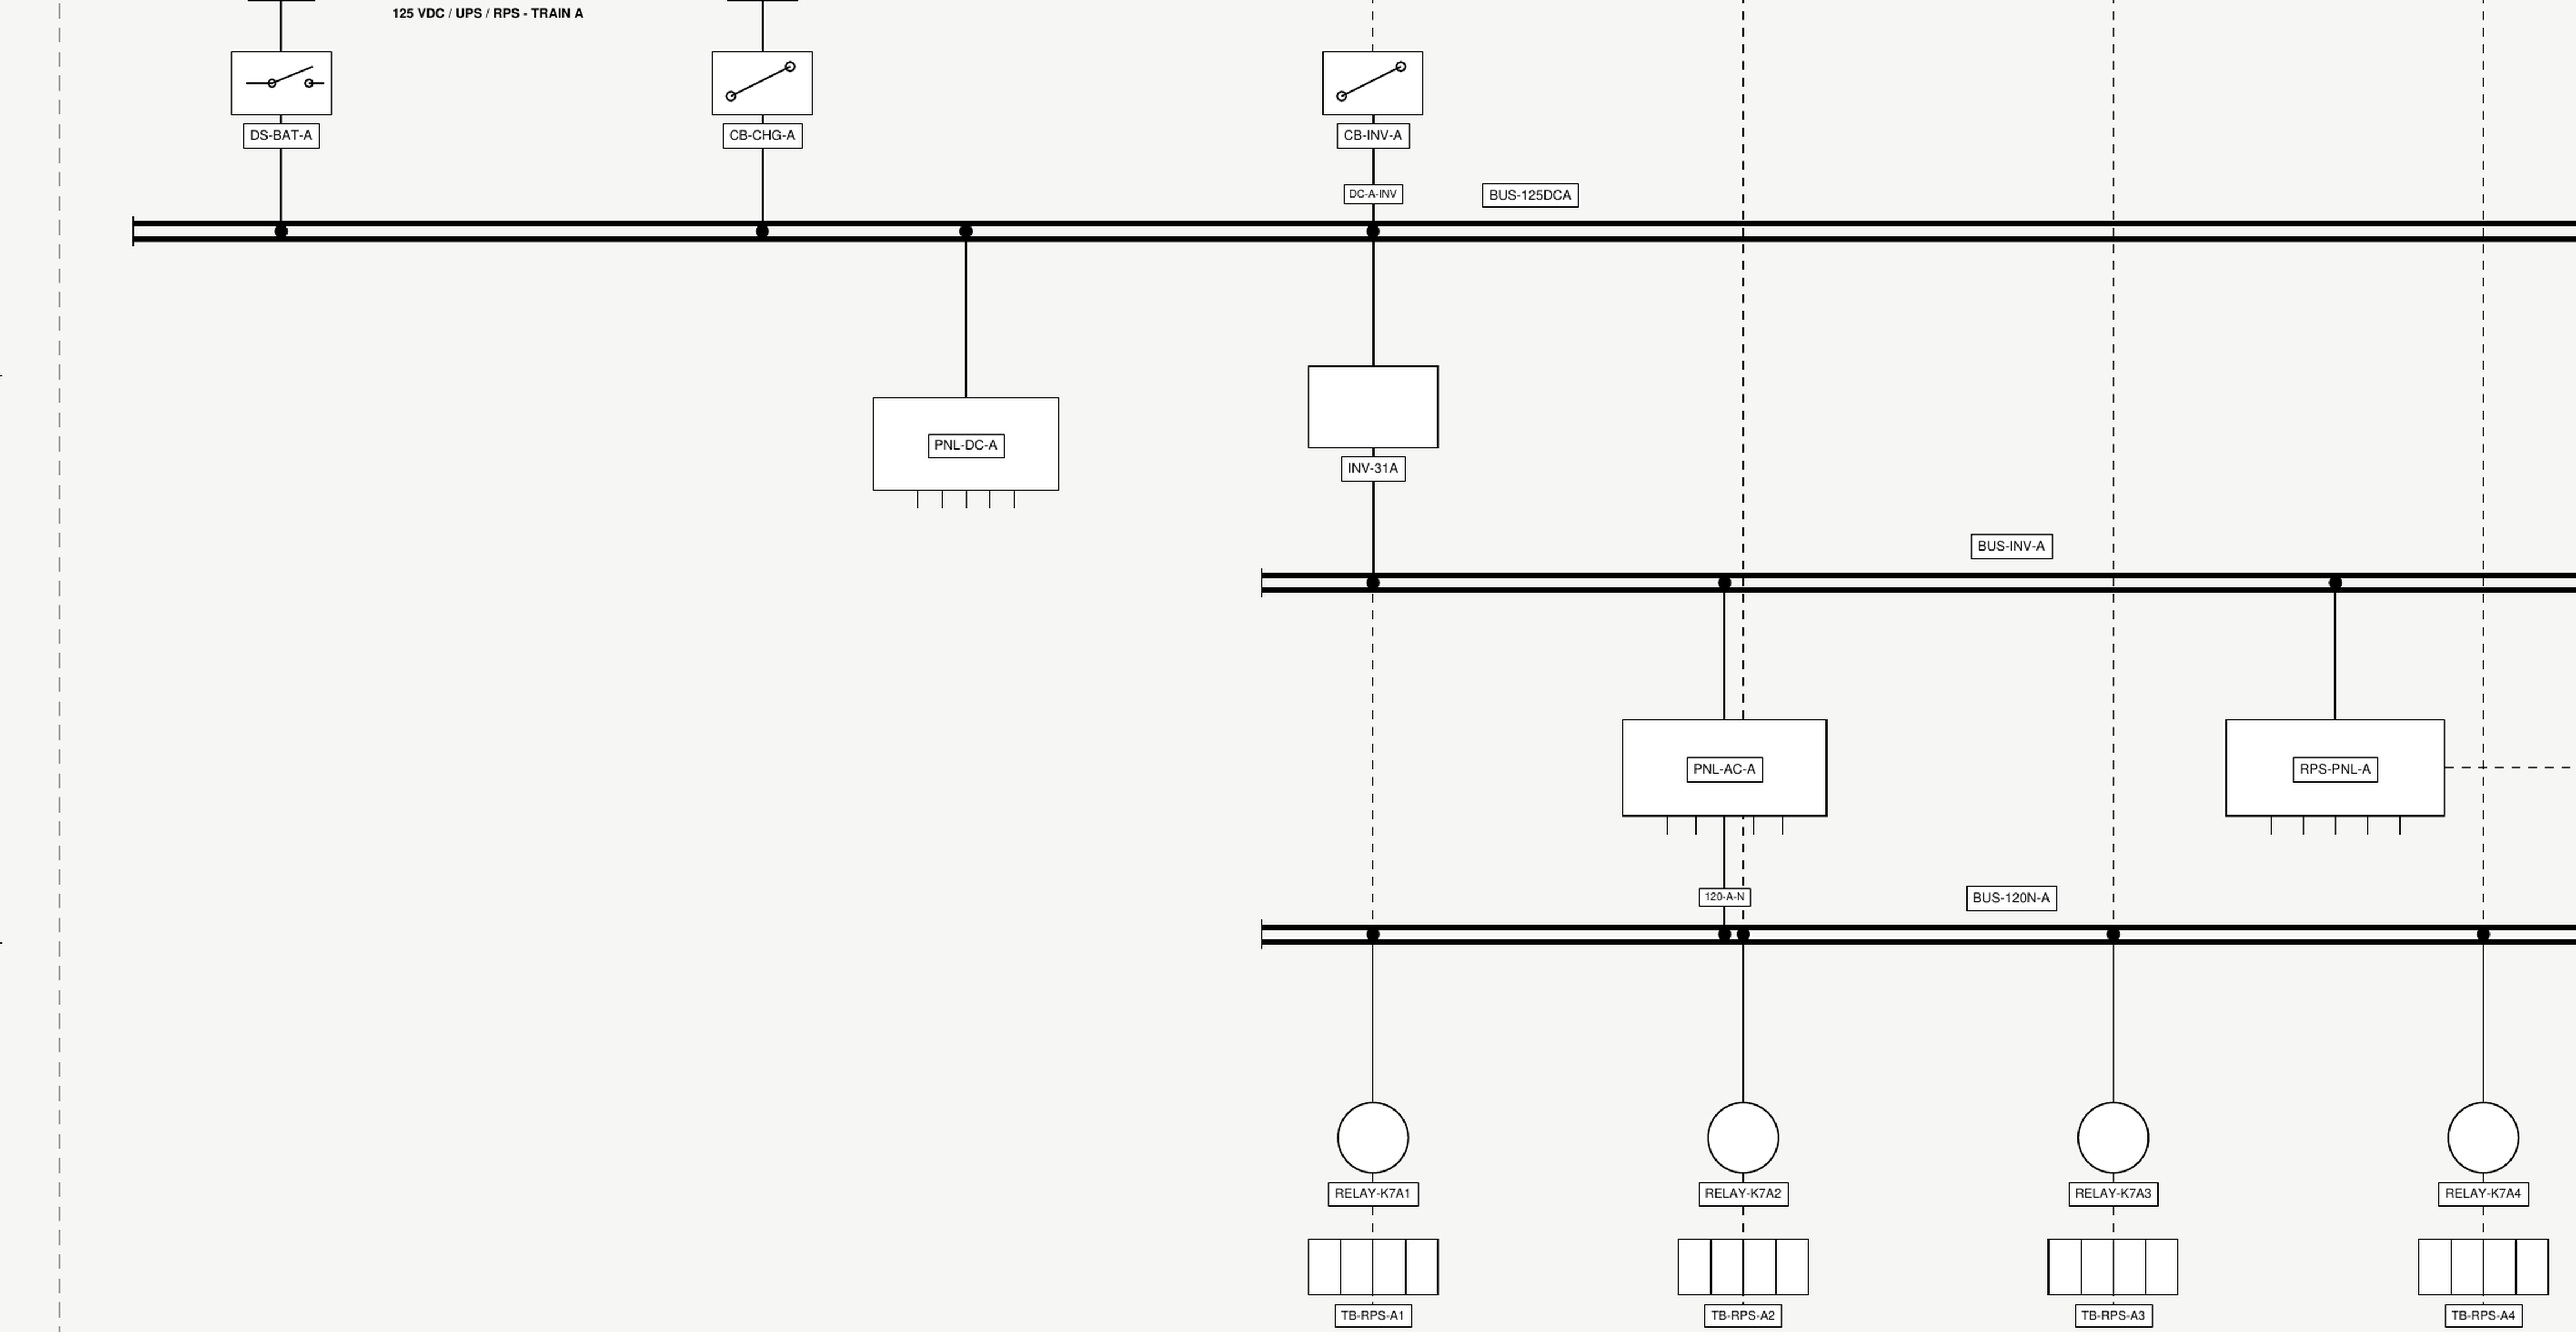 125 VDC / UPS / RPS - TRAIN A
DS-BAT-A
CB-CHG-A
CB-INV-A
DC-A-INV
BUS-125DCA
PNL-DC-A
INV-31A
BUS-INV-A
PNL-AC-A
RPS-PNL-A
120-A-N
BUS-120N-A
RELAY-K7A1
RELAY-K7A2
RELAY-K7A3
RELAY-K7A4
TB-RPS-A1
TB-RPS-A2
TB-RPS-A3
TB-RPS-A4